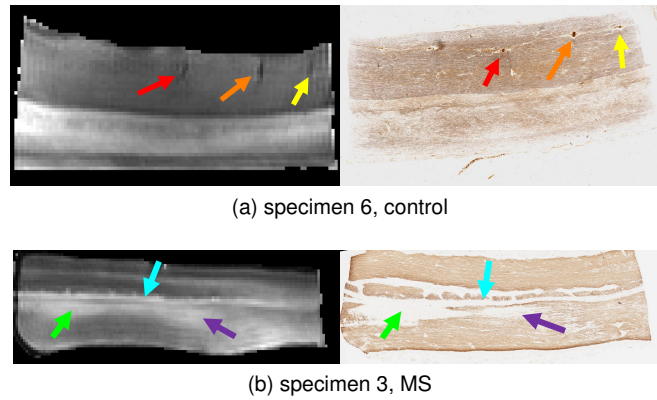 (a) specimen 6, control
(b) specimen 3, MS